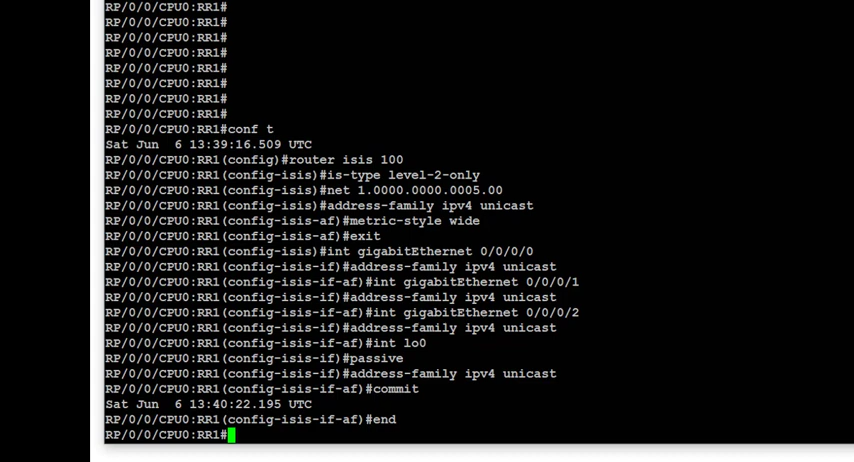 RP/0/0/CPU0:RR1#
RP/0/0/CPU0:RR1#
RP/0/0/CPU0:RR1#
RP/0/0/CPU0:RR1#
RP/0/0/CPU0:RR1#
RP/0/0/CPU0:RR1#
RP/0/0/CPU0:RR1#
RP/0/0/CPU0:RR1#
RP/0/0/CPU0:RR1#conf t
Sat Jun  6 13:39:16.509 UTC
RP/0/0/CPU0:RR1(config)#router isis 100
RP/0/0/CPU0:RR1(config-isis)#is-type level-2-only
RP/0/0/CPU0:RR1(config-isis)#net 1.0000.0000.0005.00
RP/0/0/CPU0:RR1(config-isis)#address-family ipv4 unicast
RP/0/0/CPU0:RR1(config-isis-af)#metric-style wide
RP/0/0/CPU0:RR1(config-isis-af)#exit
RP/0/0/CPU0:RR1(config-isis)#int gigabitEthernet 0/0/0/0
RP/0/0/CPU0:RR1(config-isis-if)#address-family ipv4 unicast
RP/0/0/CPU0:RR1(config-isis-if-af)#int gigabitEthernet 0/0/0/1
RP/0/0/CPU0:RR1(config-isis-if)#address-family ipv4 unicast
RP/0/0/CPU0:RR1(config-isis-if-af)#int gigabitEthernet 0/0/0/2
RP/0/0/CPU0:RR1(config-isis-if)#address-family ipv4 unicast
RP/0/0/CPU0:RR1(config-isis-if-af)#int lo0
RP/0/0/CPU0:RR1(config-isis-if)#passive
RP/0/0/CPU0:RR1(config-isis-if)#address-family ipv4 unicast
RP/0/0/CPU0:RR1(config-isis-if-af)#commit
Sat Jun  6 13:40:22.195 UTC
RP/0/0/CPU0:RR1(config-isis-if-af)#end
RP/0/0/CPU0:RR1#